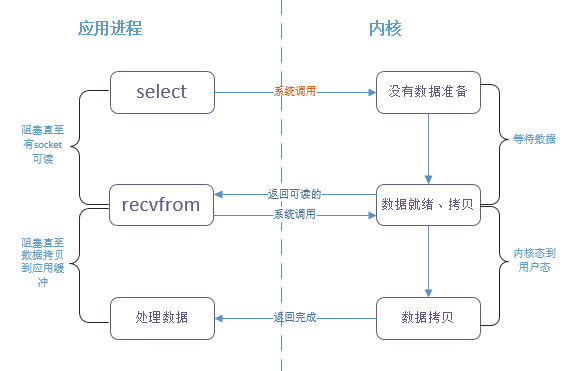 应用进程
内核
select
系统调用
没有数据准备
阻塞直至
有socket
可读
等待数据
返回可读的
recvfrom
系统调用
数据就绪、拷贝
阻塞直至
数据拷贝
到应用缓
冲
内核态到
用户态
处理数据
返回完成
数据拷贝